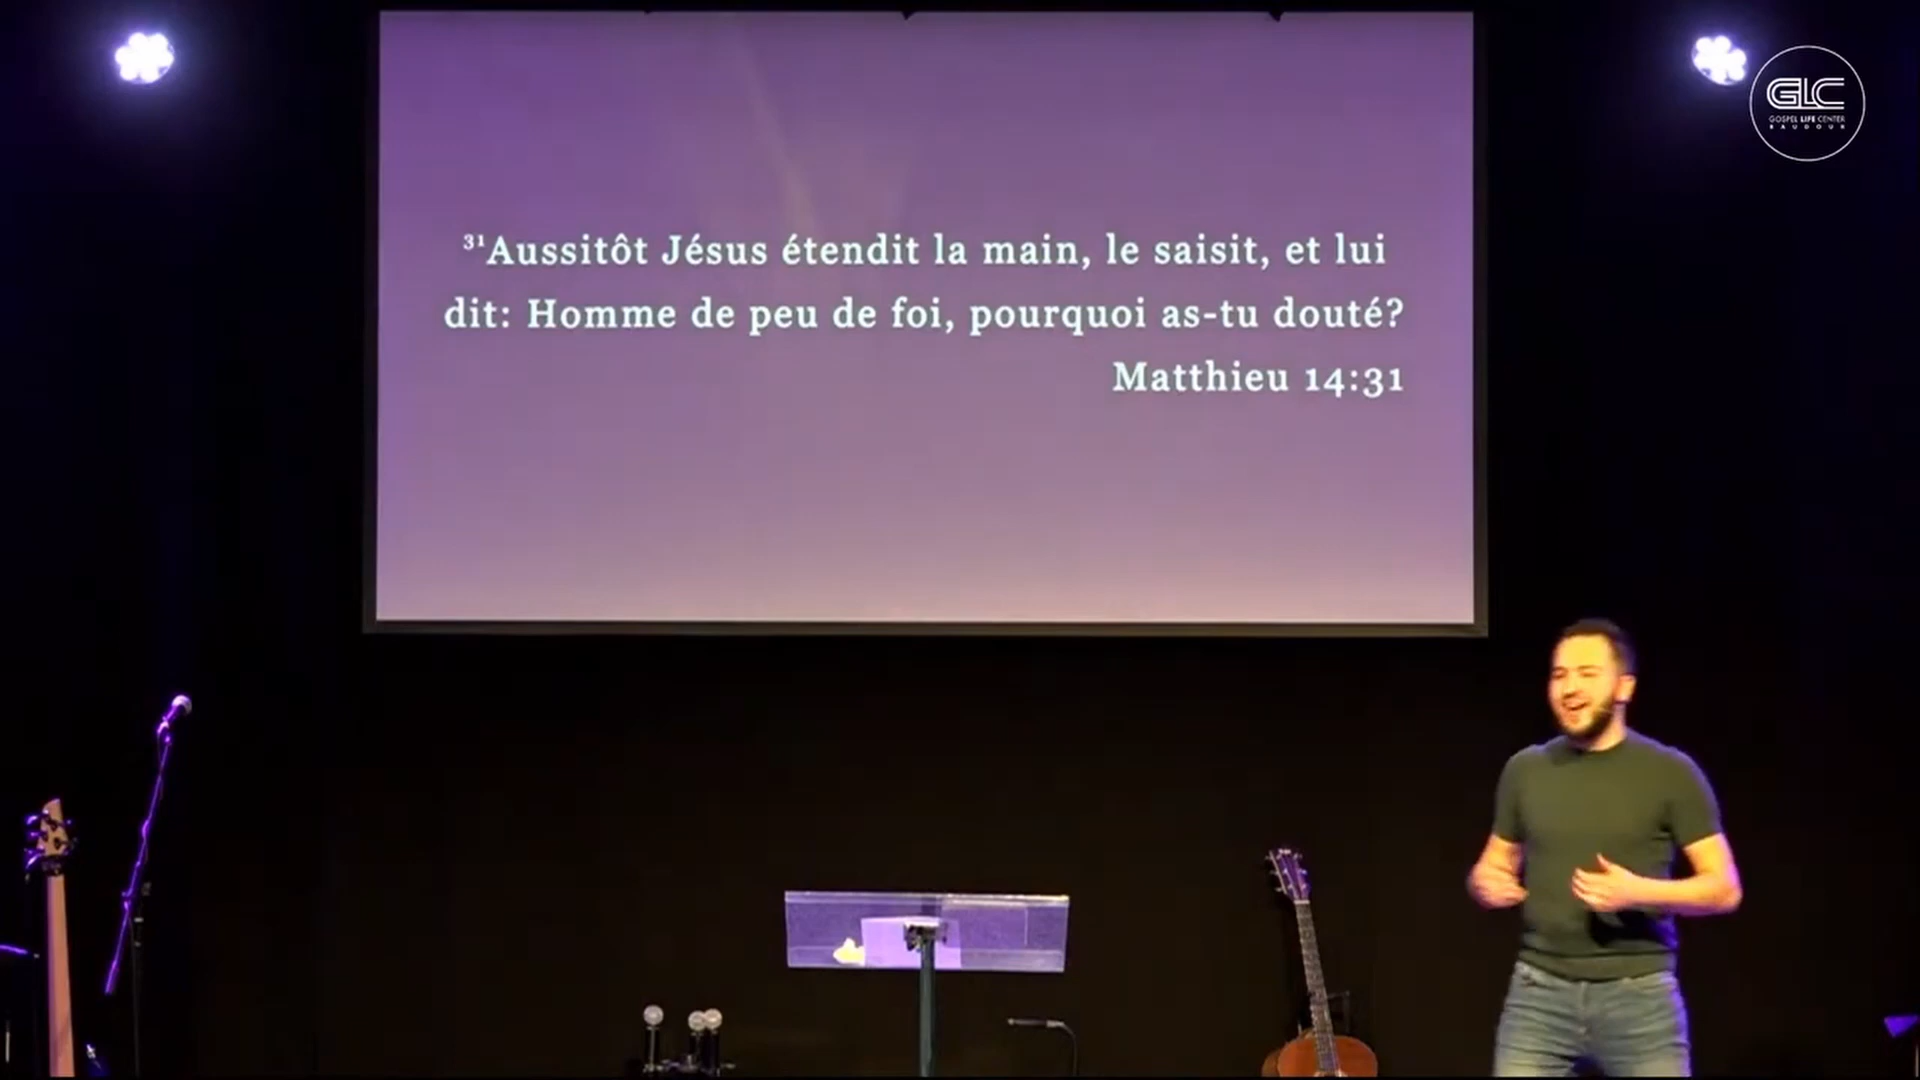 ³¹Aussitôt Jésus étendit la main, le saisit, et lui
dit: Homme de peu de foi, pourquoi as-tu douté?
Matthieu 14:31
GLC
GOSPEL LIFE CENTER
BAUDOUR